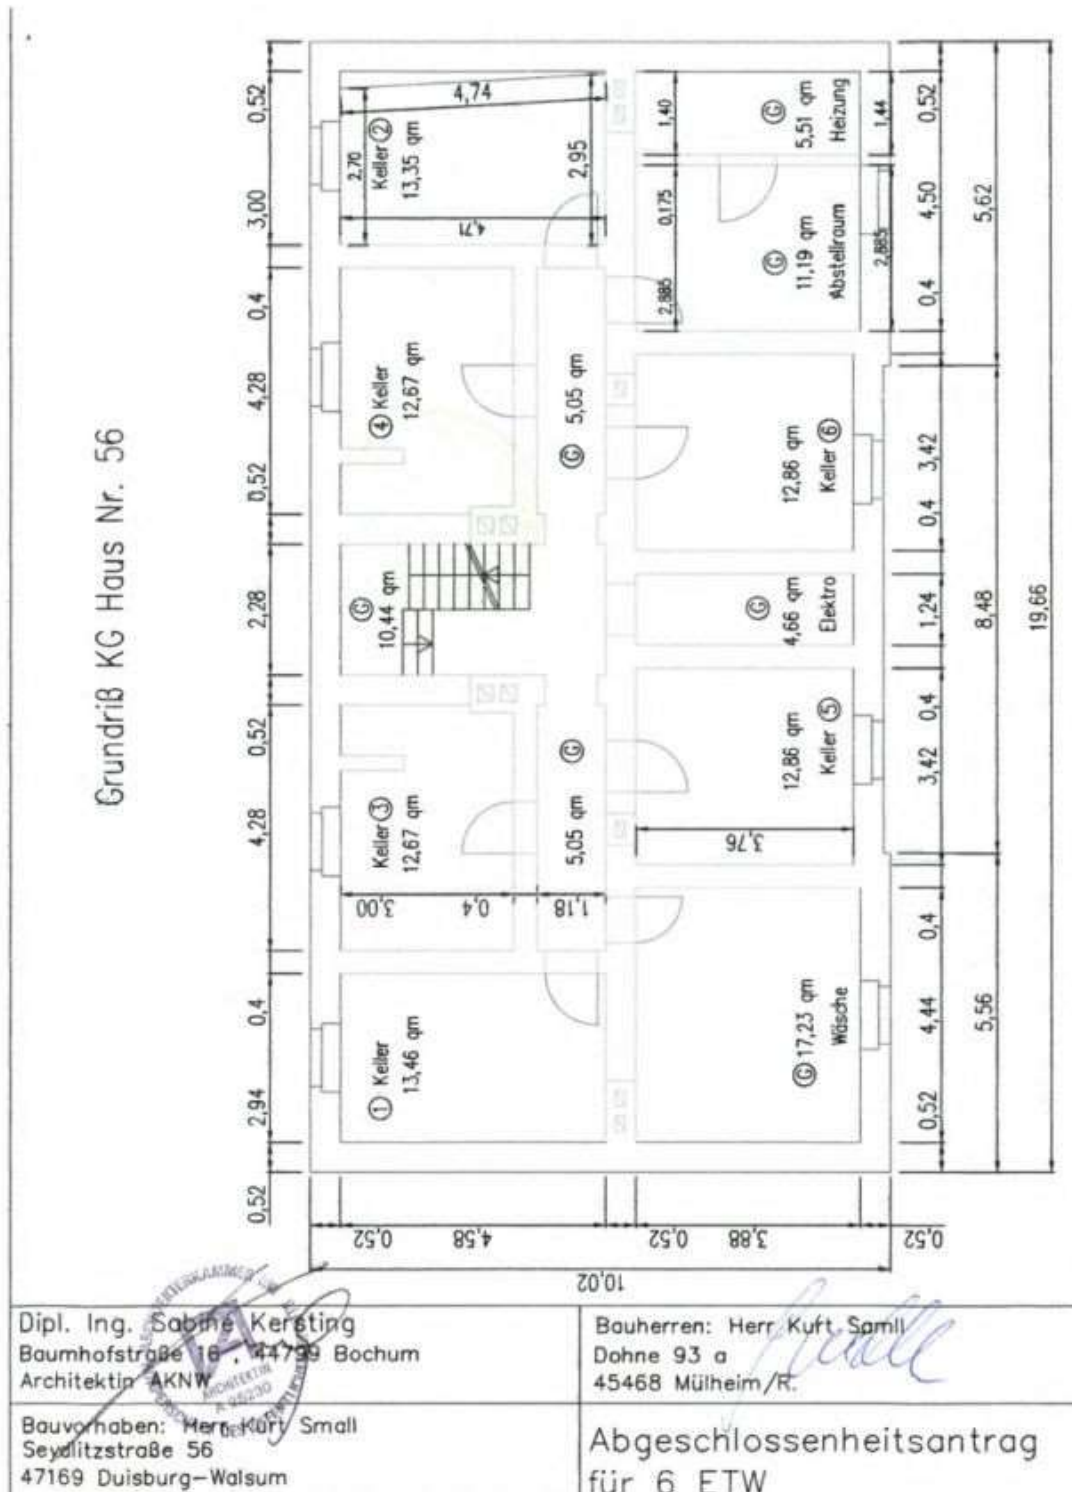 Grundriß KG Haus Nr. 56
0,52
3,00
0,4
4,28
0,52
2,28
0,52
4,28
0,4
2,94
0,52
4,74
2,70
Keller ②
13,35 qm
4,71
2,95
④ Keller
12,67 qm
Ⓖ
10,44 qm
Keller ③
12,67 qm
3,00
0,4
1,18
① Keller
13,46 qm
Ⓖ 5,05 qm
Ⓖ
5,05 qm
1,40
0,175
2,885
Ⓖ
5,51 qm
Heizung
1,44
Ⓖ
11,19 qm
Abstellraum
2,885
12,86 qm
Keller ⑥
Ⓖ
4,66 qm
Elektro
12,86 qm
Keller ⑤
3,76
Ⓖ 17,23 qm
Wäsche
0,52
4,50
0,4
3,42
0,4
1,24
0,4
3,42
0,4
4,44
0,52
5,62
8,48
5,56
19,66
0,52
4,58
0,52
3,88
0,52
10,02
Dipl. Ing. Sabine Kersting
Baumhofstraße 16 , 44799 Bochum
Architektin AKNW
ARCHITEKTIN
Bauherren: Herr Kuft Samll
Dohne 93 a
45468 Mülheim/R.
Bauvorhaben: Herr Kurt Small
Seydlitzstraße 56
47169 Duisburg-Walsum
Abgeschlossenheitsantrag
für 6 ETW